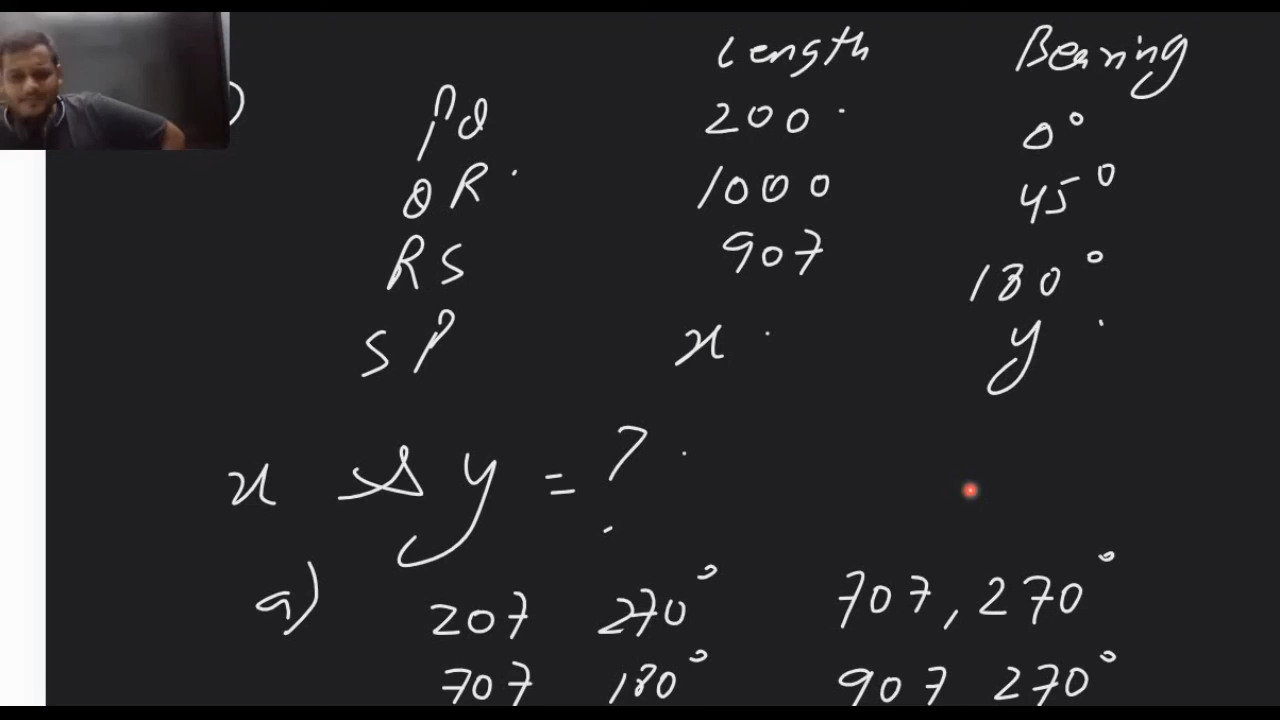 Length Bearing
) PQ 200 0°
QR 1000 45°
RS 907 180°
SP x y
x & y = ?
a) 207 270° 707, 270°
707 180° 907 270°